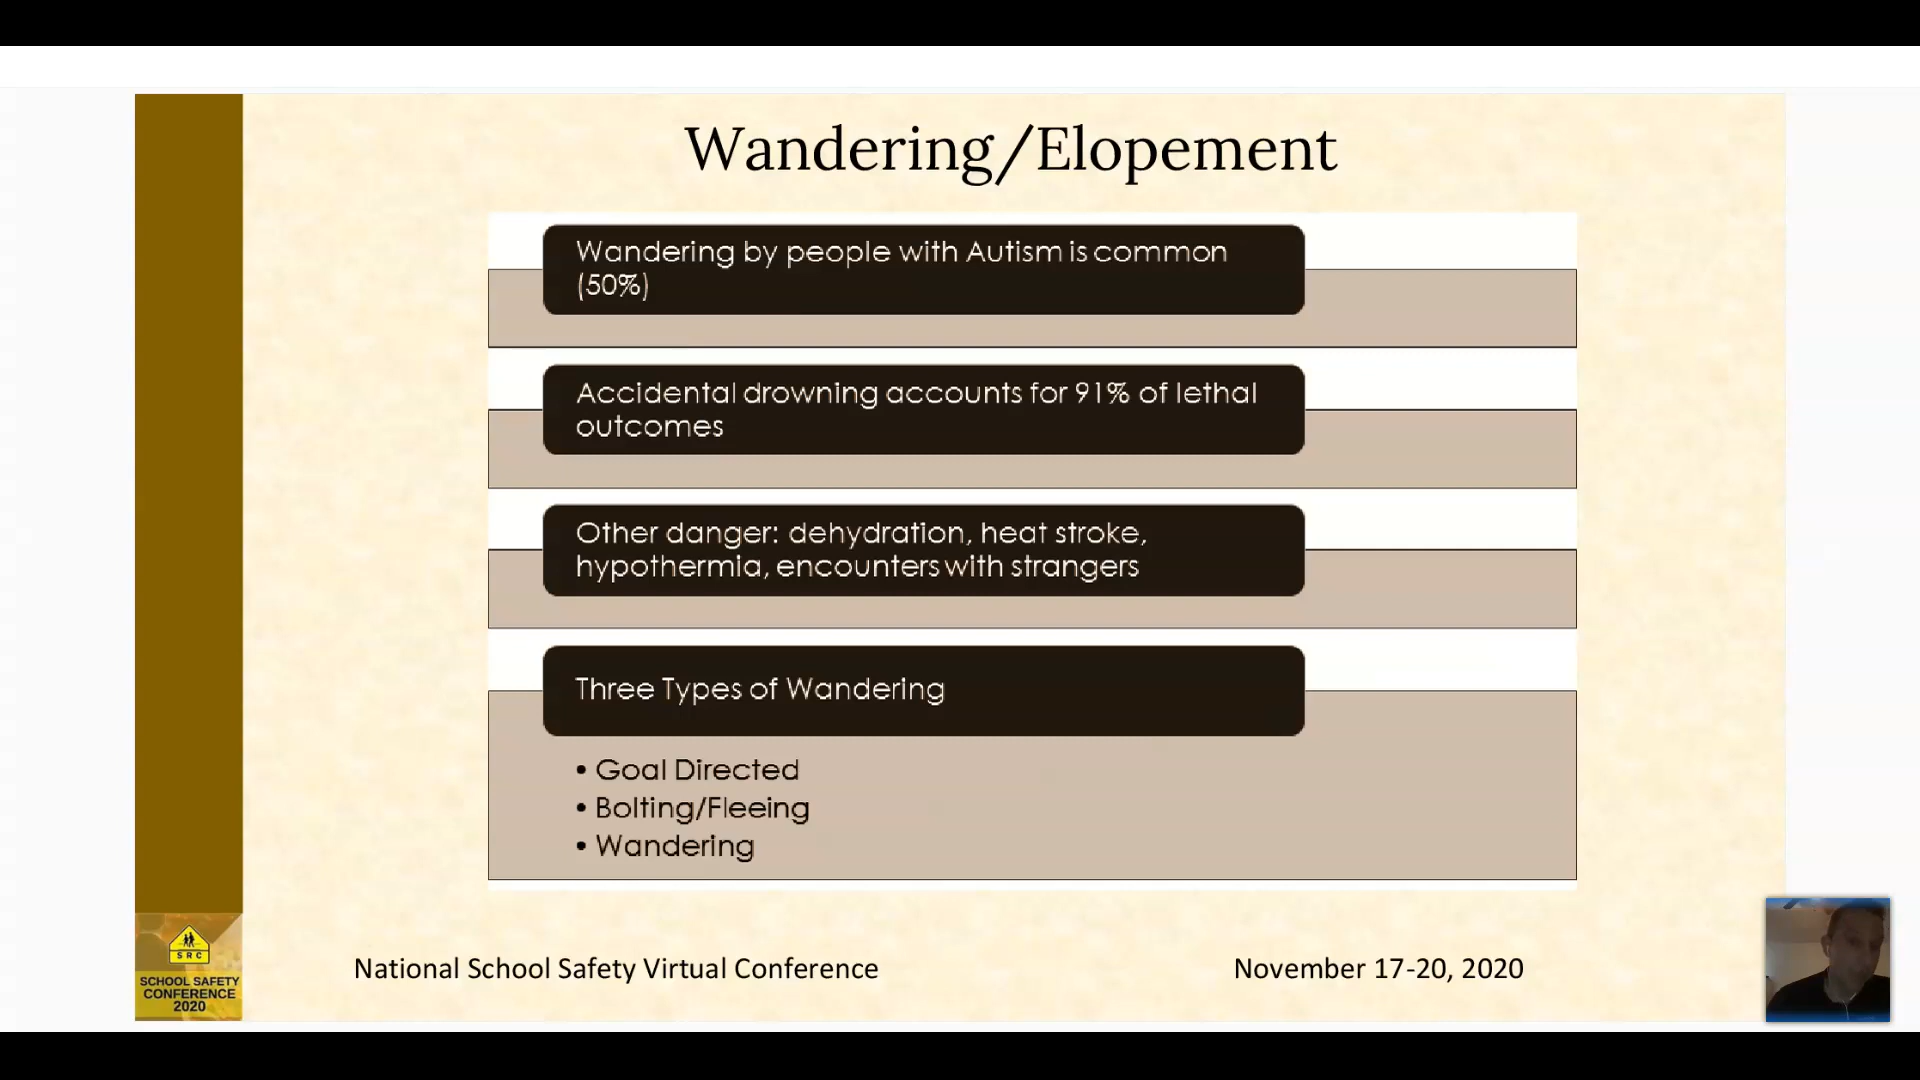 Wandering/Elopement
Wandering by people with Autism is common
(50%)
Accidental drowning accounts for 91% of lethal
outcomes
Other danger: dehydration, heat stroke,
hypothermia, encounters with strangers
Three Types of Wandering
• Goal Directed
• Bolting/Fleeing
• Wandering
SRC
SCHOOL SAFETY
CONFERENCE
2020
National School Safety Virtual Conference
November 17-20, 2020